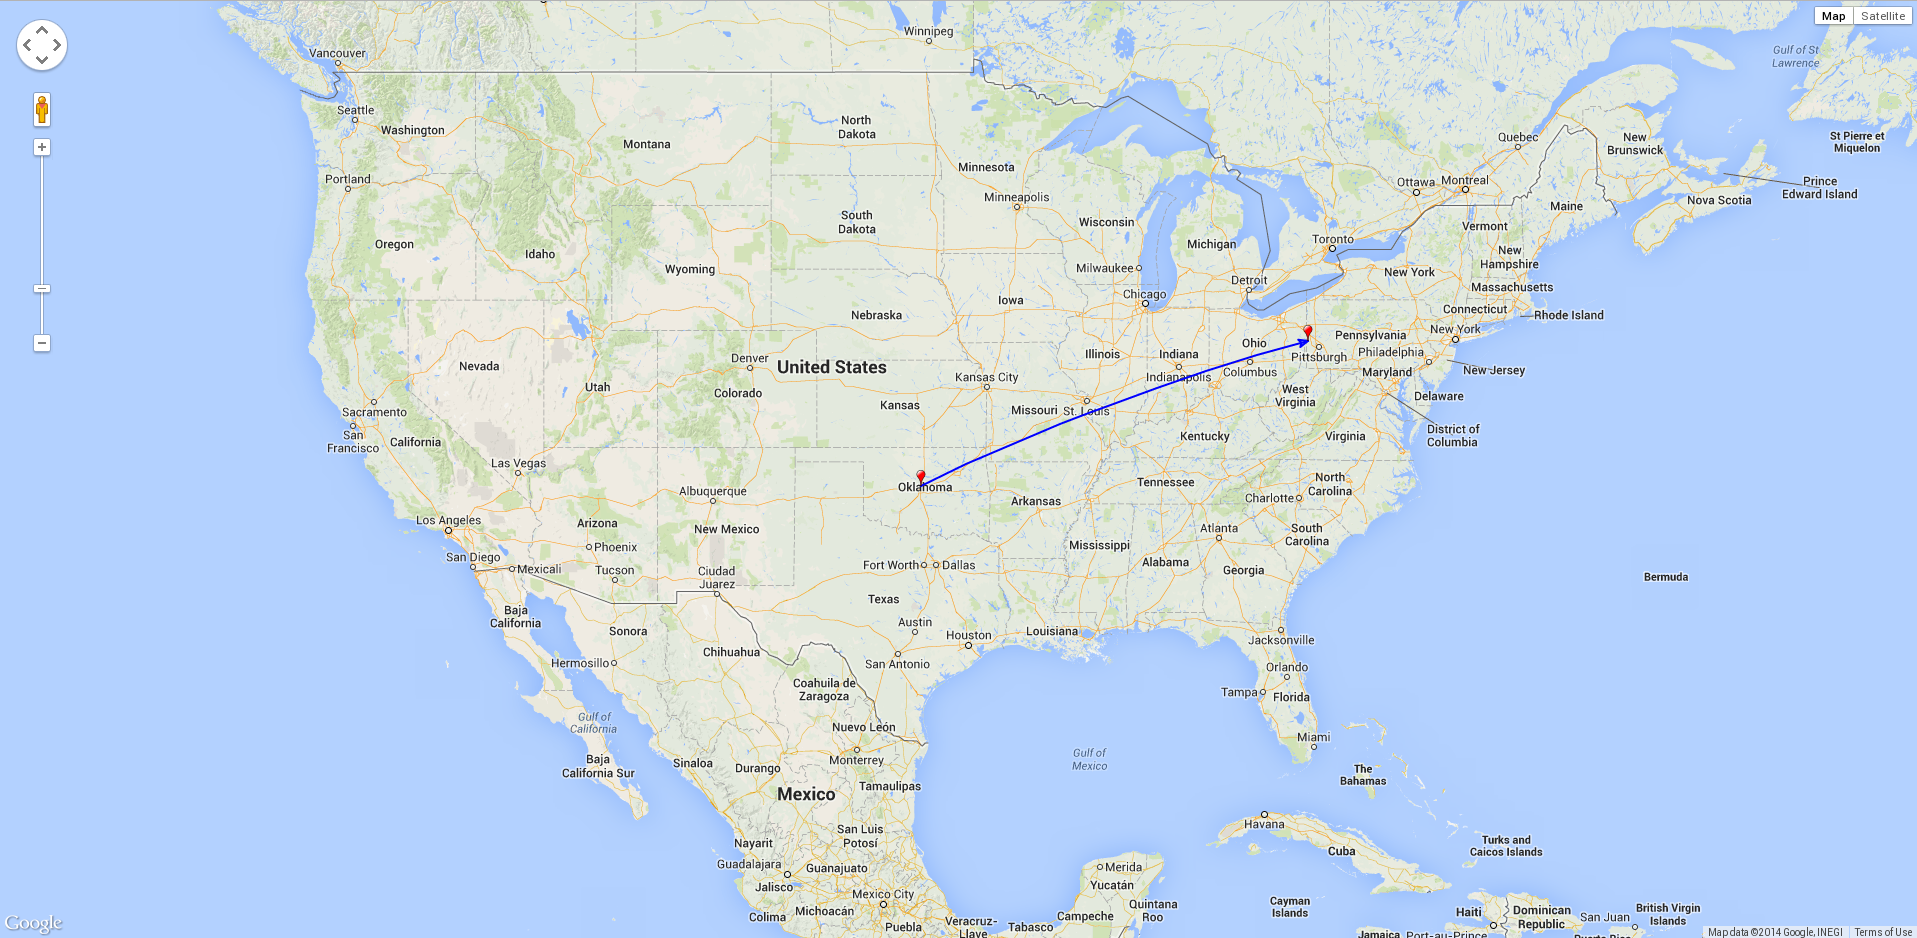 Map Satellite
Gulf of St
Lawrence
Winnipeg
Vancouver
Seattle
Washington
North
Dakota
Montana
Minnesota
Quebec
New
Brunswick
St Pierre et
Miquelon
Portland
Minneapolis
Ottawa
Montreal
Prince
Edward Island
Nova Scotia
Maine
South
Dakota
Wisconsin
Vermont
Oregon
Idaho
Michigan
Toronto
New
Hampshire
Wyoming
Milwaukee
New York
Detroit
Massachusetts
Chicago
Iowa
Connecticut
Rhode Island
Nebraska
New York
Pennsylvania
Ohio
Philadelphia
Pittsburgh
Illinois
Indiana
Denver
United States
Nevada
Columbus
Maryland
New Jersey
Indianapolis
Kansas City
Utah
Colorado
West
Virginia
Delaware
Kansas
Missouri
St. Louis
Sacramento
San
Francisco
California
Kentucky
Virginia
District of
Columbia
Las Vegas
Oklahoma
Tennessee
North
Carolina
Albuquerque
Arkansas
Charlotte
Los Angeles
Arizona
New Mexico
Atlanta
South
Carolina
Phoenix
Mississippi
San Diego
Mexicali
Tucson
Ciudad
Juarez
Fort Worth
Dallas
Alabama
Georgia
Bermuda
Baja
California
Texas
Sonora
Austin
Houston
Louisiana
Jacksonville
Chihuahua
Hermosillo
San Antonio
Orlando
Coahuila de
Zaragoza
Tampa
Florida
Gulf of
California
Nuevo León
Miami
Gulf of
Mexico
Baja
California Sur
Sinaloa
Durango
Monterrey
The
Bahamas
Tamaulipas
Mexico
Havana
San Luis
Potosí
Nayarit
Cuba
Turks and
Caicos Islands
Guadalajara
Guanajuato
Merida
Jalisco
Yucatán
Mexico City
Colima
Michoacán
Puebla
Veracruz-
Llave
Tabasco
Campeche
Quintana
Roo
Cayman
Islands
Haiti
Dominican
Republic
San Juan
British Virgin
Islands
Jamaica
Port-au-Prince
Puerto Rico
Google
Map data ©2014 Google, INEGI
Terms of Use